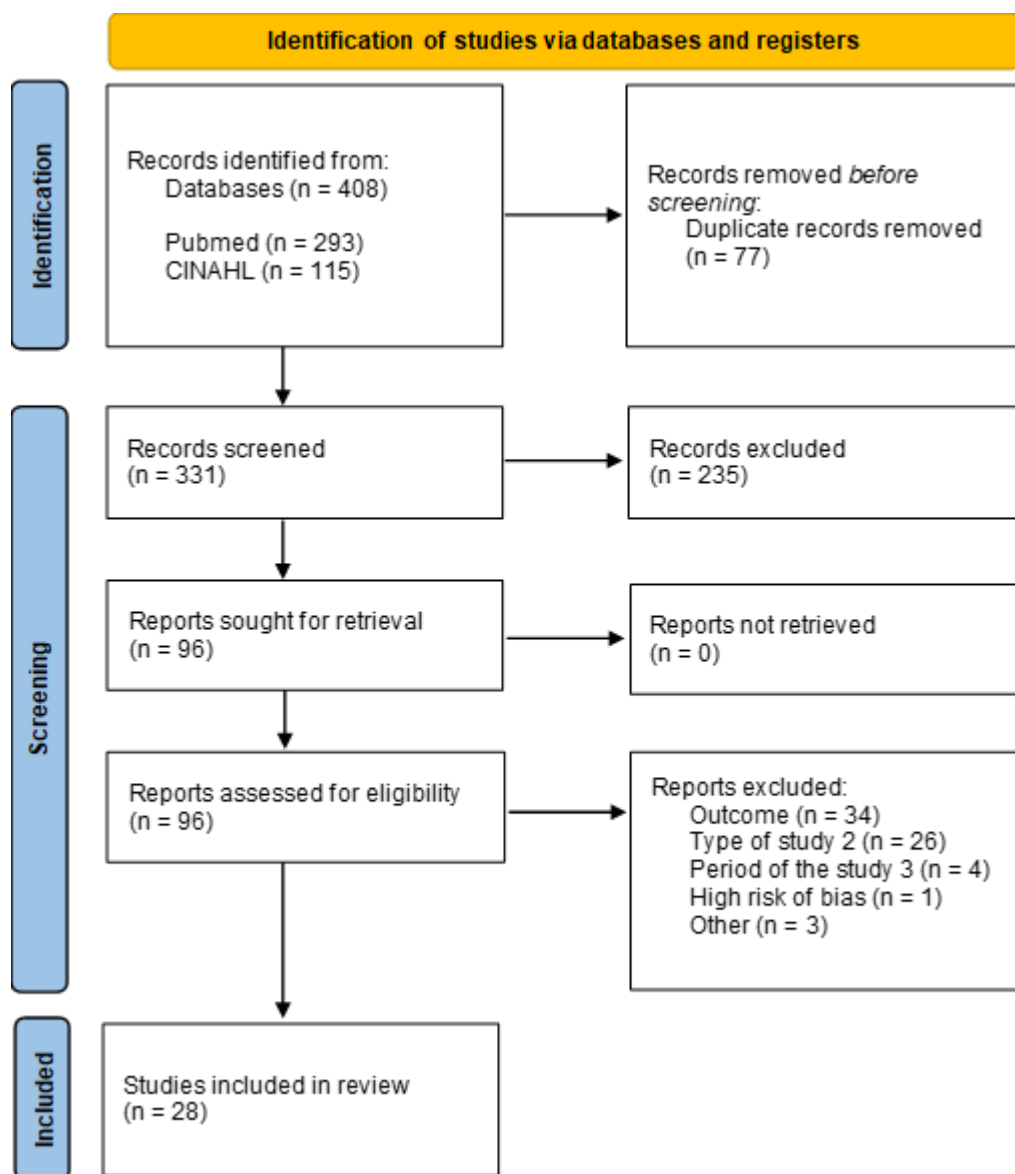 Identification of studies via databases and registers
Identification
Records identified from:
Databases (n = 408)
Pubmed (n = 293)
CINAHL (n = 115)
Records removed before
screening:
Duplicate records removed
(n = 77)
Screening
Records screened
(n = 331)
Records excluded
(n = 235)
Reports sought for retrieval
(n = 96)
Reports not retrieved
(n = 0)
Reports assessed for eligibility
(n = 96)
Reports excluded:
Outcome (n = 34)
Type of study 2 (n = 26)
Period of the study 3 (n = 4)
High risk of bias (n = 1)
Other (n = 3)
Included
Studies included in review
(n = 28)